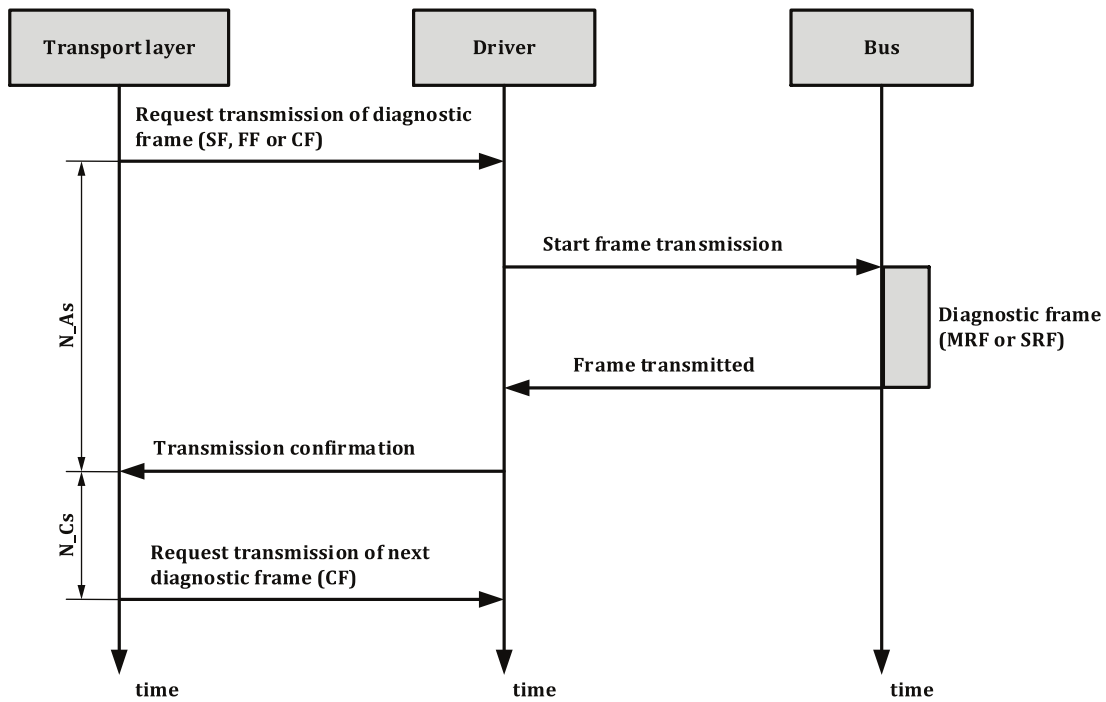 Transport layer
Driver
Bus
Request transmission of diagnostic
frame (SF, FF or CF)
Start frame transmission
N_As
Diagnostic frame
(MRF or SRF)
Frame transmitted
Transmission confirmation
N_Cs
Request transmission of next
diagnostic frame (CF)
time
time
time